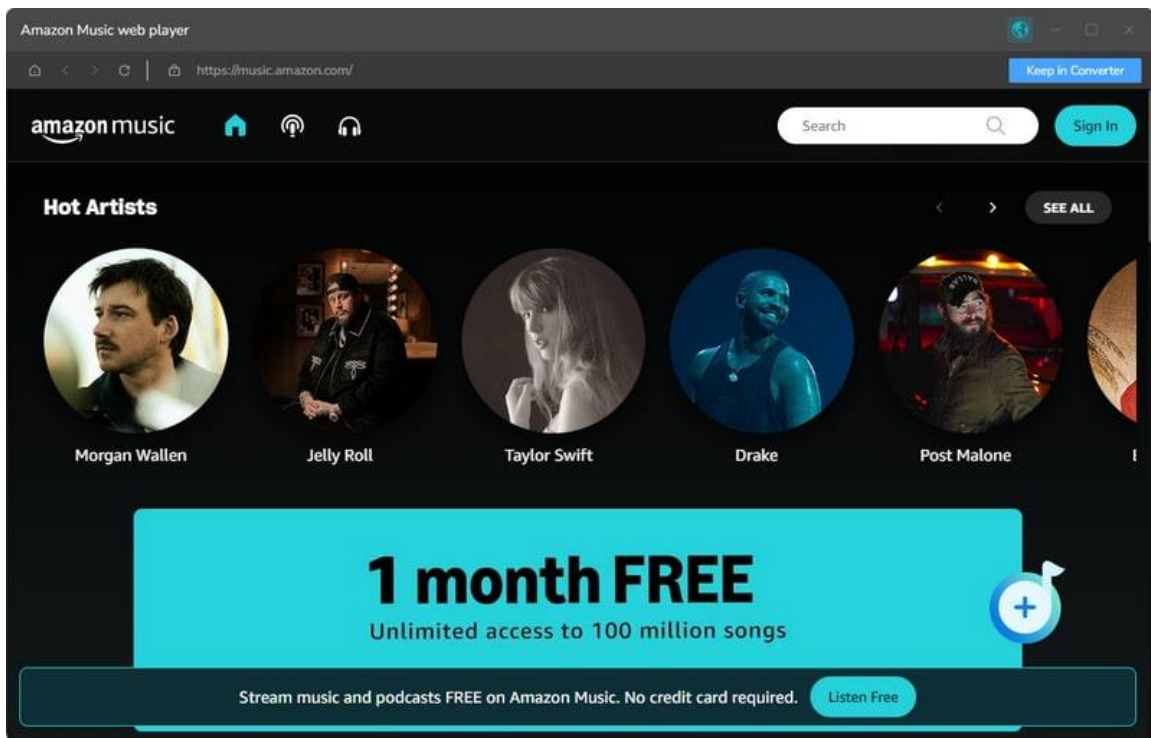 Amazon Music web player
https://music.amazon.com/
Keep in Converter
amazon music
Search
Sign In
Hot Artists
SEE ALL
Morgan Wallen
Jelly Roll
Taylor Swift
Drake
Post Malone
1 month FREE
Unlimited access to 100 million songs
Stream music and podcasts FREE on Amazon Music. No credit card required.
Listen Free